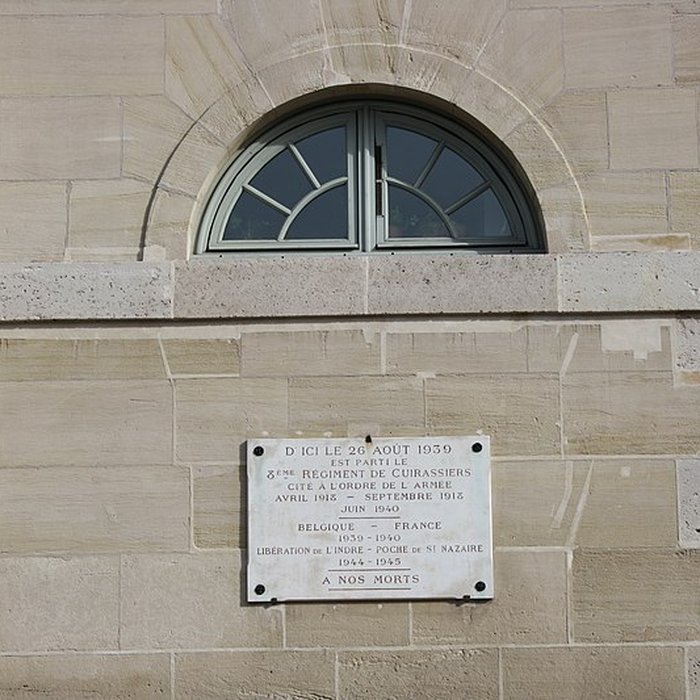 D'ICI LE 26 AOÛT 1939
EST PARTI LE
8ÈME RÉGIMENT DE CUIRASSIERS
CITÉ À L'ORDRE DE L'ARMÉE
AVRIL 1918 - SEPTEMBRE 1918
JUIN 1940
BELGIQUE - FRANCE
1939-1940
LIBÉRATION DE L'INDRE - POCHE DE ST NAZAIRE
1944-1945
A NOS MORTS